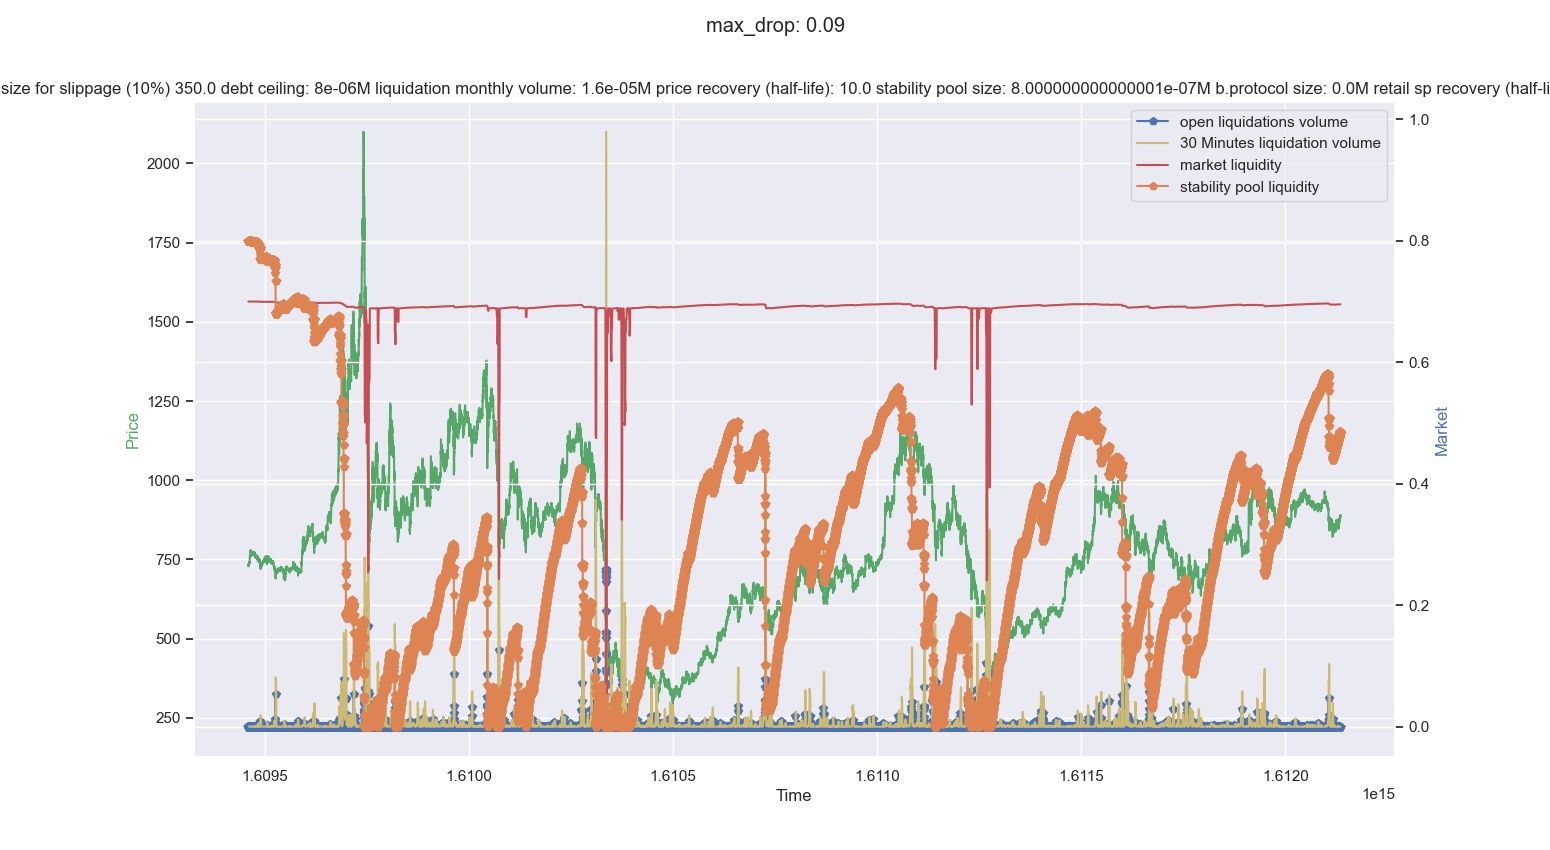 max_drop: 0.09
size for slippage (10%) 350.0 debt ceiling: 8e-06M liquidation monthly volume: 1.6e-05M price recovery (half-life): 10.0 stability pool size: 8.000000000000001e-07M b.protocol size: 0.0M retail sp recovery (half-li
open liquidations volume
30 Minutes liquidation volume
market liquidity
stability pool liquidity
2000
1750
1500
1250
1000
750
500
250
Price
1.0
0.8
0.6
0.4
0.2
0.0
Market
1.6095
1.6100
1.6105
1.6110
1.6115
1.6120
1e15
Time